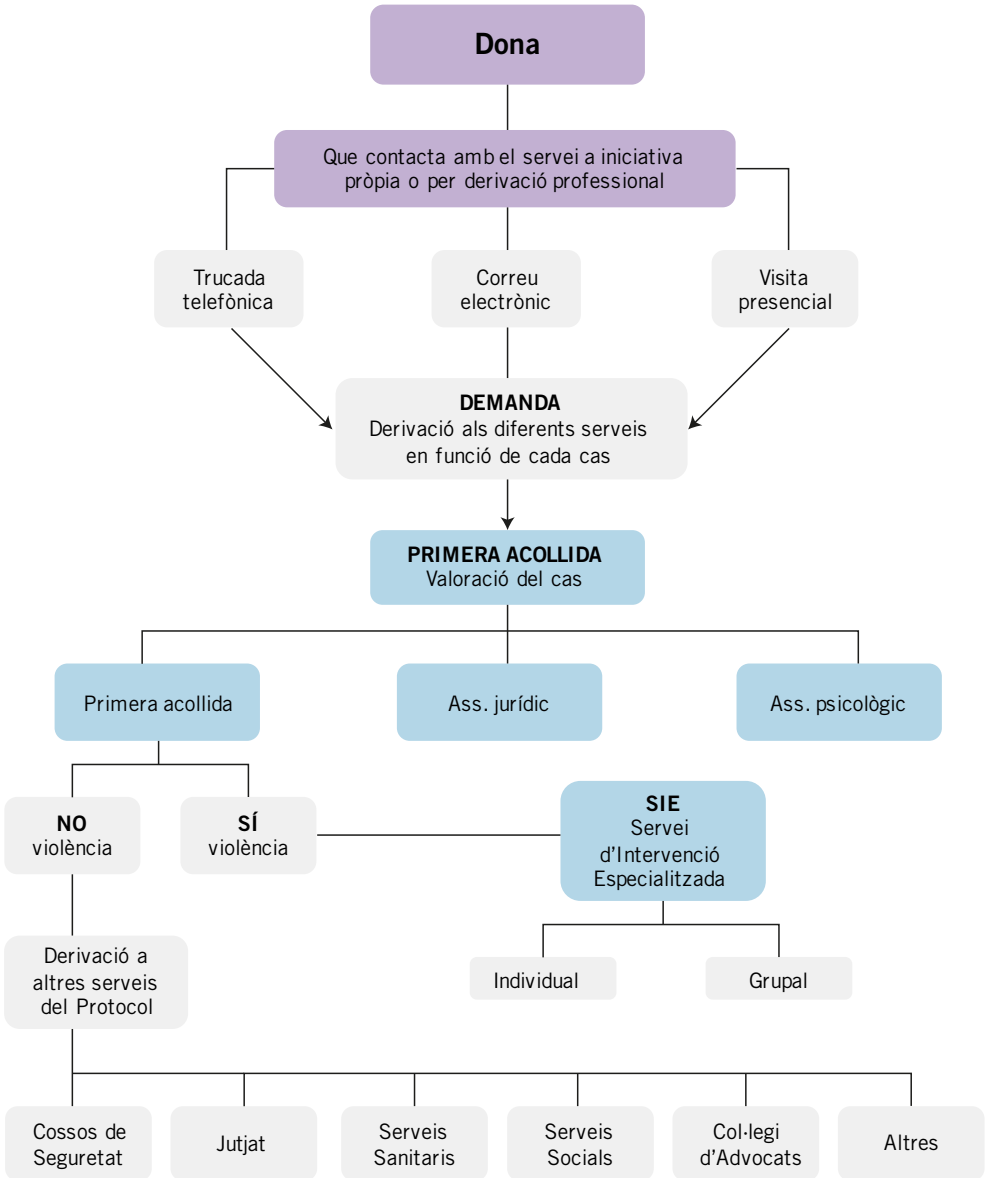 Dona
Que contacta amb el servei a iniciativa
pròpia o per derivació professional
Trucada
telefònica
Correu
electrònic
Visita
presencial
DEMANDA
Derivació als diferents serveis
en funció de cada cas
PRIMERA ACOLLIDA
Valoració del cas
Primera acollida
Ass. jurídic
Ass. psicològic
NO
violència
SÍ
violència
SIE
Servei
d'Intervenció
Especialitzada
Derivació a
altres serveis
del Protocol
Individual
Grupal
Cossos de
Seguretat
Jutjat
Serveis
Sanitaris
Serveis
Socials
Col·legi
d'Advocats
Altres